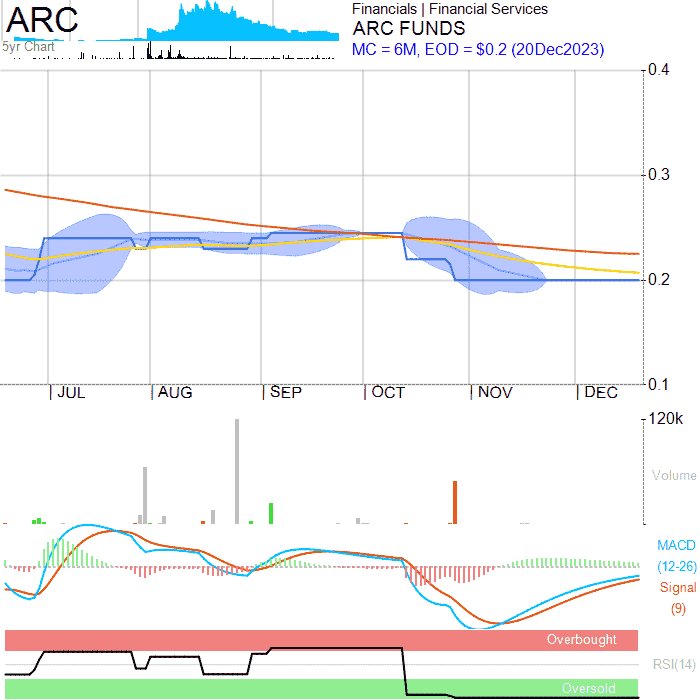 ARC
Financials | Financial Services
ARC FUNDS
MC = 6M, EOD = $0.2 (20Dec2023)
5yr Chart
0.4
0.3
0.2
0.1
JUL AUG SEP OCT NOV DEC
120k
Volume
MACD
(12-26)
Signal
(9)
Overbought
RSI(14)
Oversold